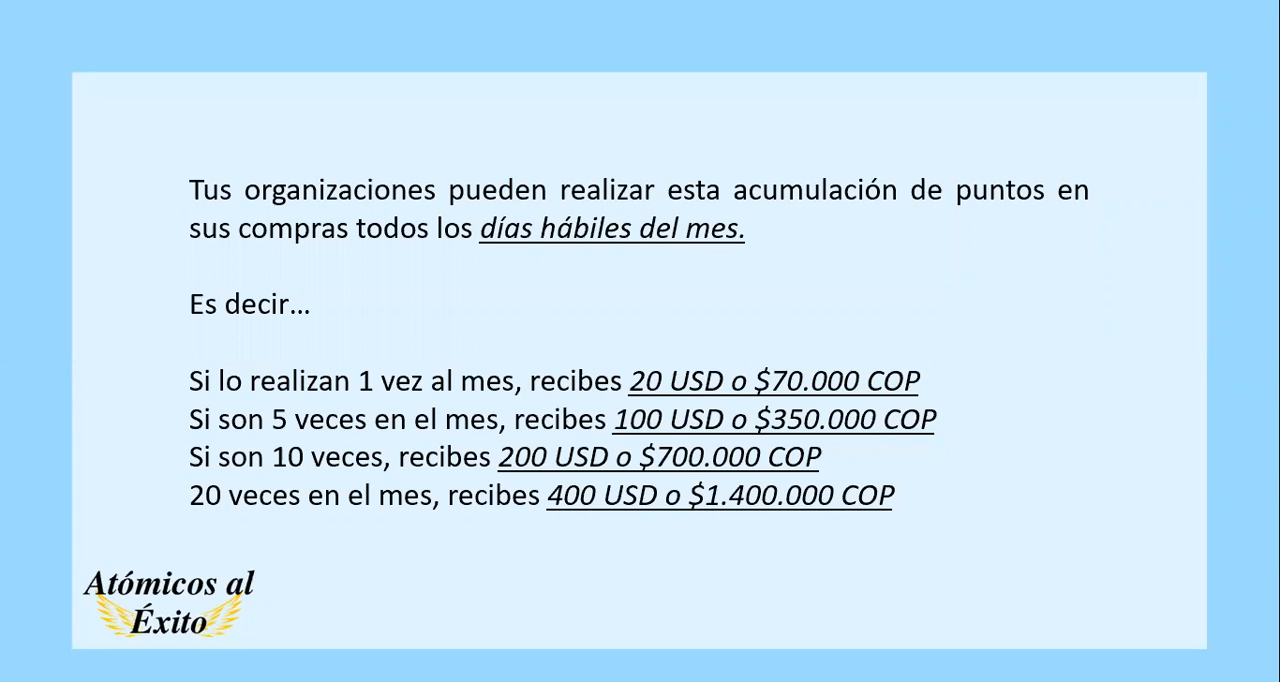 Tus organizaciones pueden realizar esta acumulación de puntos en
sus compras todos los días hábiles del mes.
Es decir...
Si lo realizan 1 vez al mes, recibes 20 USD o $70.000 COP
Si son 5 veces en el mes, recibes 100 USD o $350.000 COP
Si son 10 veces, recibes 200 USD o $700.000 COP
20 veces en el mes, recibes 400 USD o $1.400.000 COP
Atómicos al
Éxito